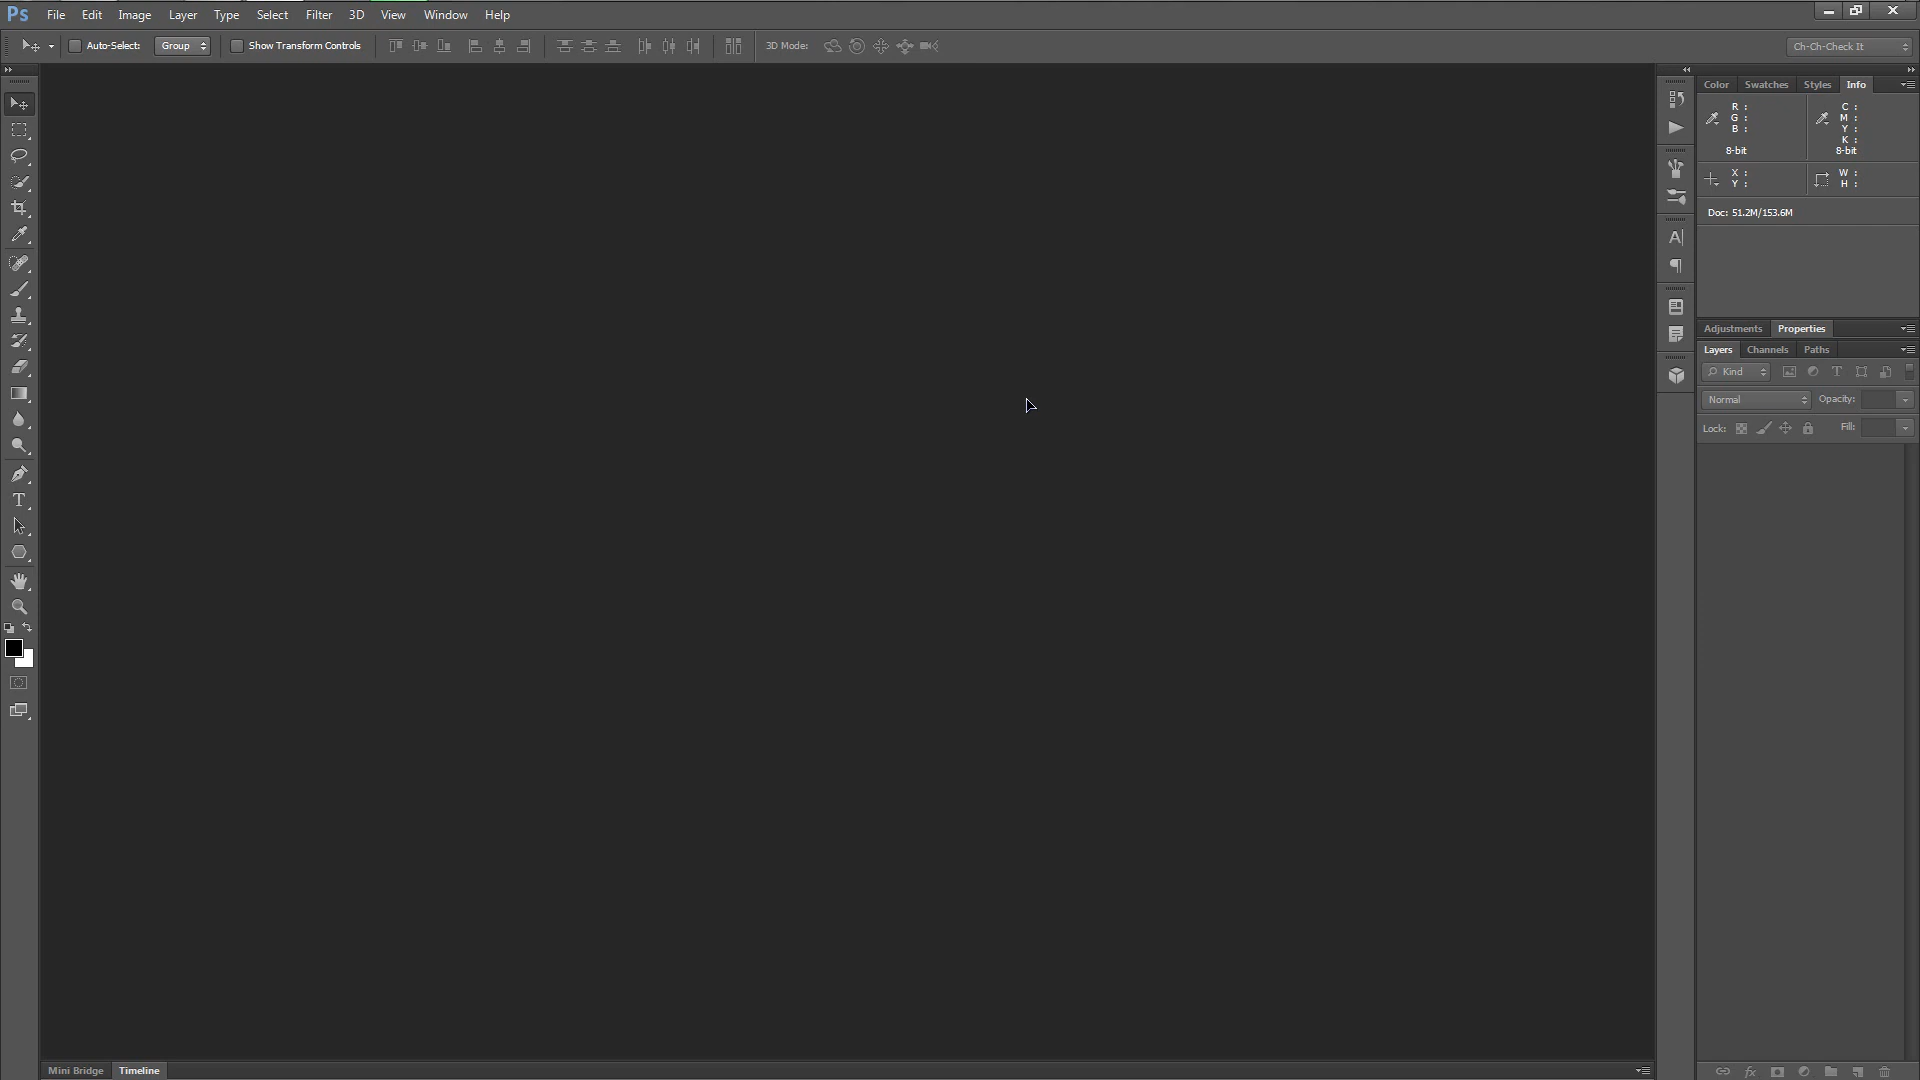 Ps File Edit Image Layer Type Select Filter 3D View Window Help
Auto-Select: Group Show Transform Controls 3D Mode: Ch-Ch-Check It
Color Swatches Styles Info
R : C :
G : M :
B : Y :
K :
8-bit 8-bit
X : W :
Y : H :
Doc: 51.2M/153.6M
Adjustments Properties
Layers Channels Paths
Kind
Normal Opacity:
Lock: Fill:
Mini Bridge Timeline